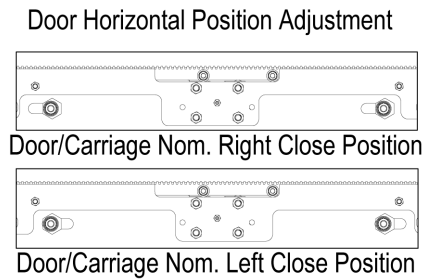 Door Horizontal Position Adjustment
Door/Carriage Nom. Right Close Position
Door/Carriage Nom. Left Close Position